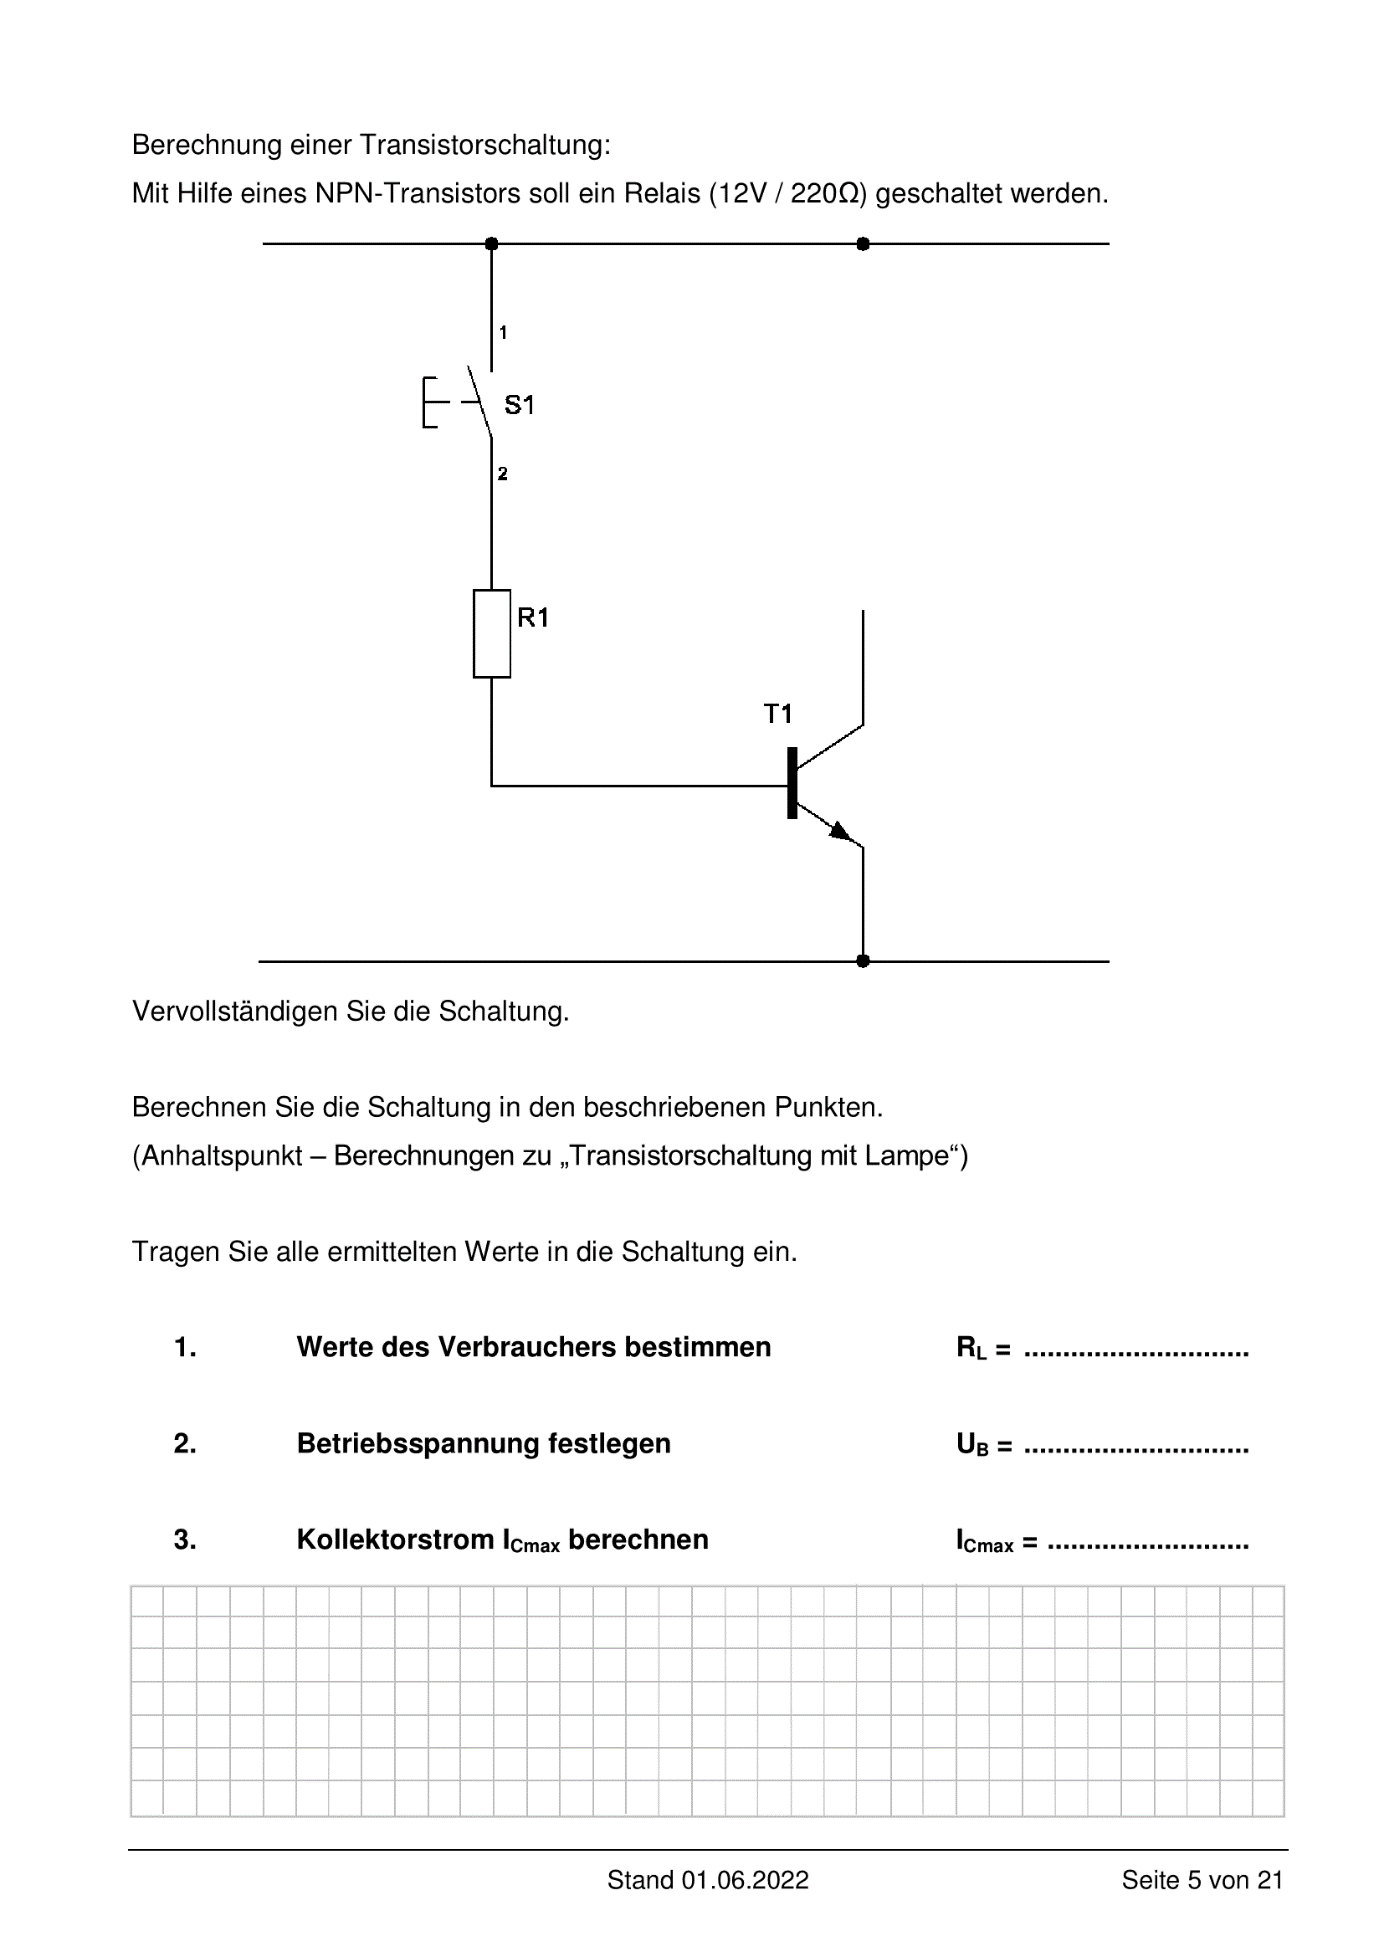 Berechnung einer Transistorschaltung:
Mit Hilfe eines NPN-Transistors soll ein Relais (12V / 220Ω) geschaltet werden.
1
S1
2
R1
T1
Vervollständigen Sie die Schaltung.
Berechnen Sie die Schaltung in den beschriebenen Punkten.
(Anhaltspunkt – Berechnungen zu „Transistorschaltung mit Lampe“)
Tragen Sie alle ermittelten Werte in die Schaltung ein.
1. Werte des Verbrauchers bestimmen RL = .............................
2. Betriebsspannung festlegen UB = .............................
3. Kollektorstrom ICmax berechnen ICmax = ..........................
Stand 01.06.2022 Seite 5 von 21